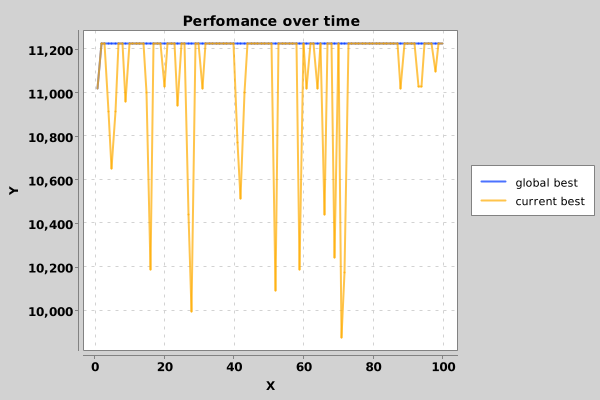 Perfomance over time
11,200
11,000
10,800
10,600
10,400
10,200
10,000
Y
0 20 40 60 80 100
X
global best
current best